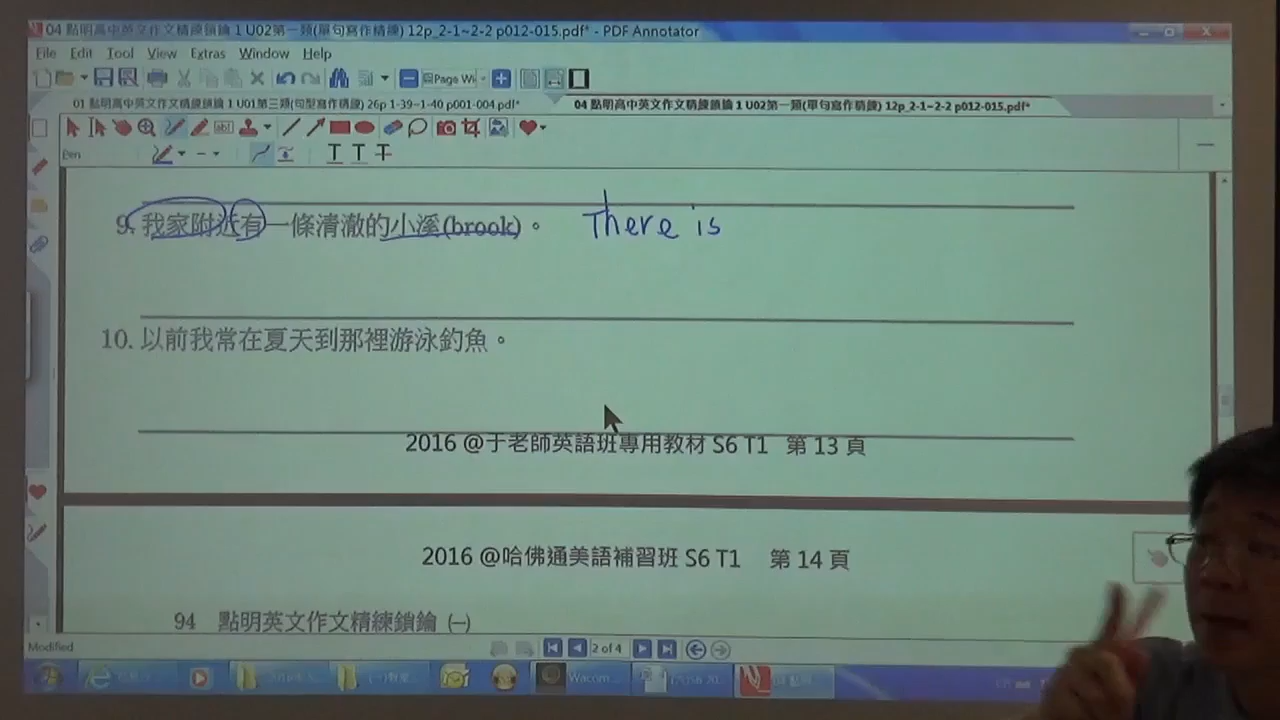 04 點明高中英文作文精練鎖鑰 1 U02第一類(單句寫作精練) 12p_2-1~2-2 p012-015.pdf* - PDF Annotator
File Edit Tool View Extras Window Help
Page Wi
01 點明高中英文作文精練鎖鑰 1 U01第三類(句型寫作精練) 26p 1-39~1-40 p001-004.pdf*
04 點明高中英文作文精練鎖鑰 1 U02第一類(單句寫作精練) 12p_2-1~2-2 p012-015.pdf*
Pen
9. 我家附近有一條清澈的小溪(brook)。 There is
10. 以前我常在夏天到那裡游泳釣魚。
2016 @于老師英語班專用教材 S6 T1 第 13 頁
2016 @哈佛通美語補習班 S6 T1 第 14 頁
94 點明英文作文精練鎖鑰 (一)
Modified
2 of 4
Wacom...